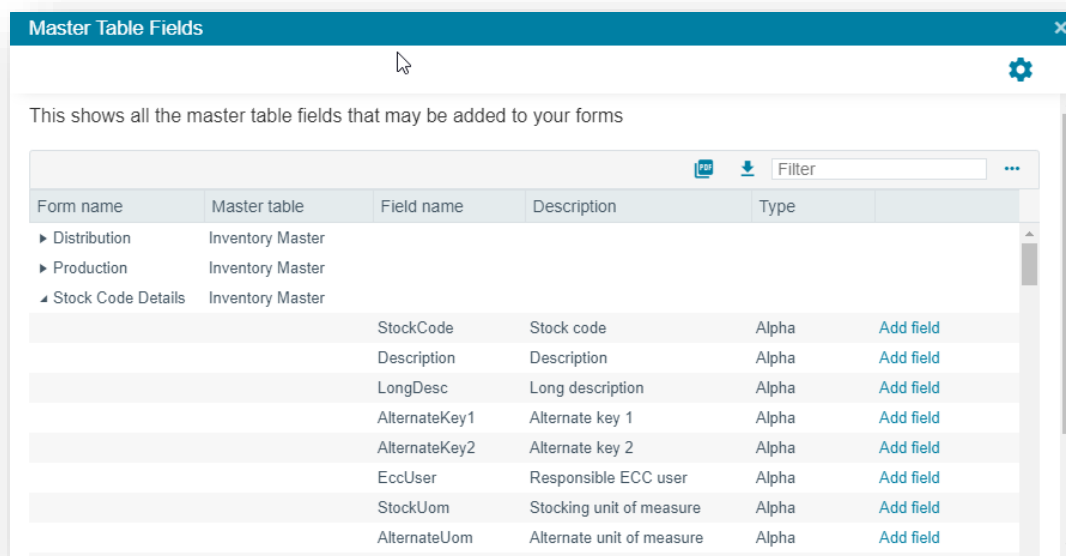 Master Table Fields
This shows all the master table fields that may be added to your forms
PDF Filter
Form name Master table Field name Description Type
Distribution Inventory Master
Production Inventory Master
Stock Code Details Inventory Master
StockCode Stock code Alpha Add field
Description Description Alpha Add field
LongDesc Long description Alpha Add field
AlternateKey1 Alternate key 1 Alpha Add field
AlternateKey2 Alternate key 2 Alpha Add field
EccUser Responsible ECC user Alpha Add field
StockUom Stocking unit of measure Alpha Add field
AlternateUom Alternate unit of measure Alpha Add field